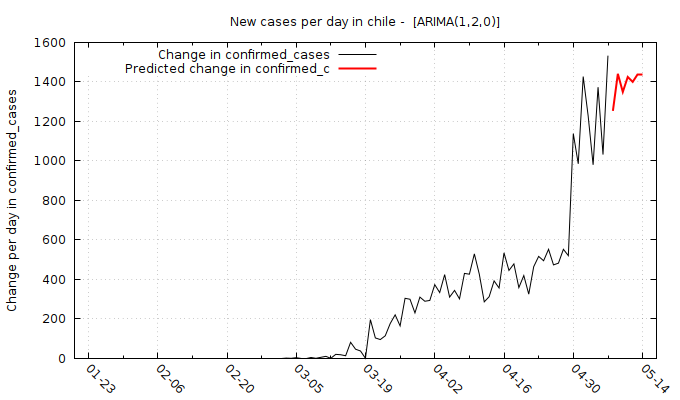 New cases per day in chile -  [ARIMA(1,2,0)]
Change in confirmed_cases
Predicted change in confirmed_c
Change per day in confirmed_cases
1600
1400
1200
1000
800
600
400
200
0
01-23 02-06 02-20 03-05 03-19 04-02 04-16 04-30 05-14